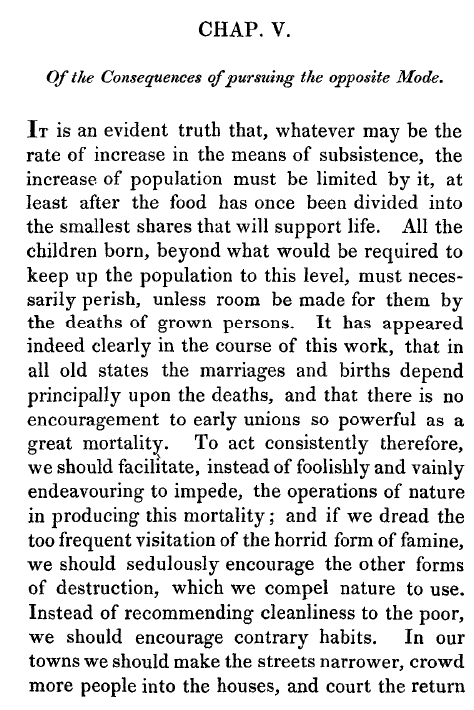 CHAP. V.
Of the Consequences of pursuing the opposite Mode.
IT is an evident truth that, whatever may be the
rate of increase in the means of subsistence, the
increase of population must be limited by it, at
least after the food has once been divided into
the smallest shares that will support life. All the
children born, beyond what would be required to
keep up the population to this level, must neces-
sarily perish, unless room be made for them by
the deaths of grown persons. It has appeared
indeed clearly in the course of this work, that in
all old states the marriages and births depend
principally upon the deaths, and that there is no
encouragement to early unions so powerful as a
great mortality. To act consistently therefore,
we should facilitate, instead of foolishly and vainly
endeavouring to impede, the operations of nature
in producing this mortality; and if we dread the
too frequent visitation of the horrid form of famine,
we should sedulously encourage the other forms
of destruction, which we compel nature to use.
Instead of recommending cleanliness to the poor,
we should encourage contrary habits. In our
towns we should make the streets narrower, crowd
more people into the houses, and court the return